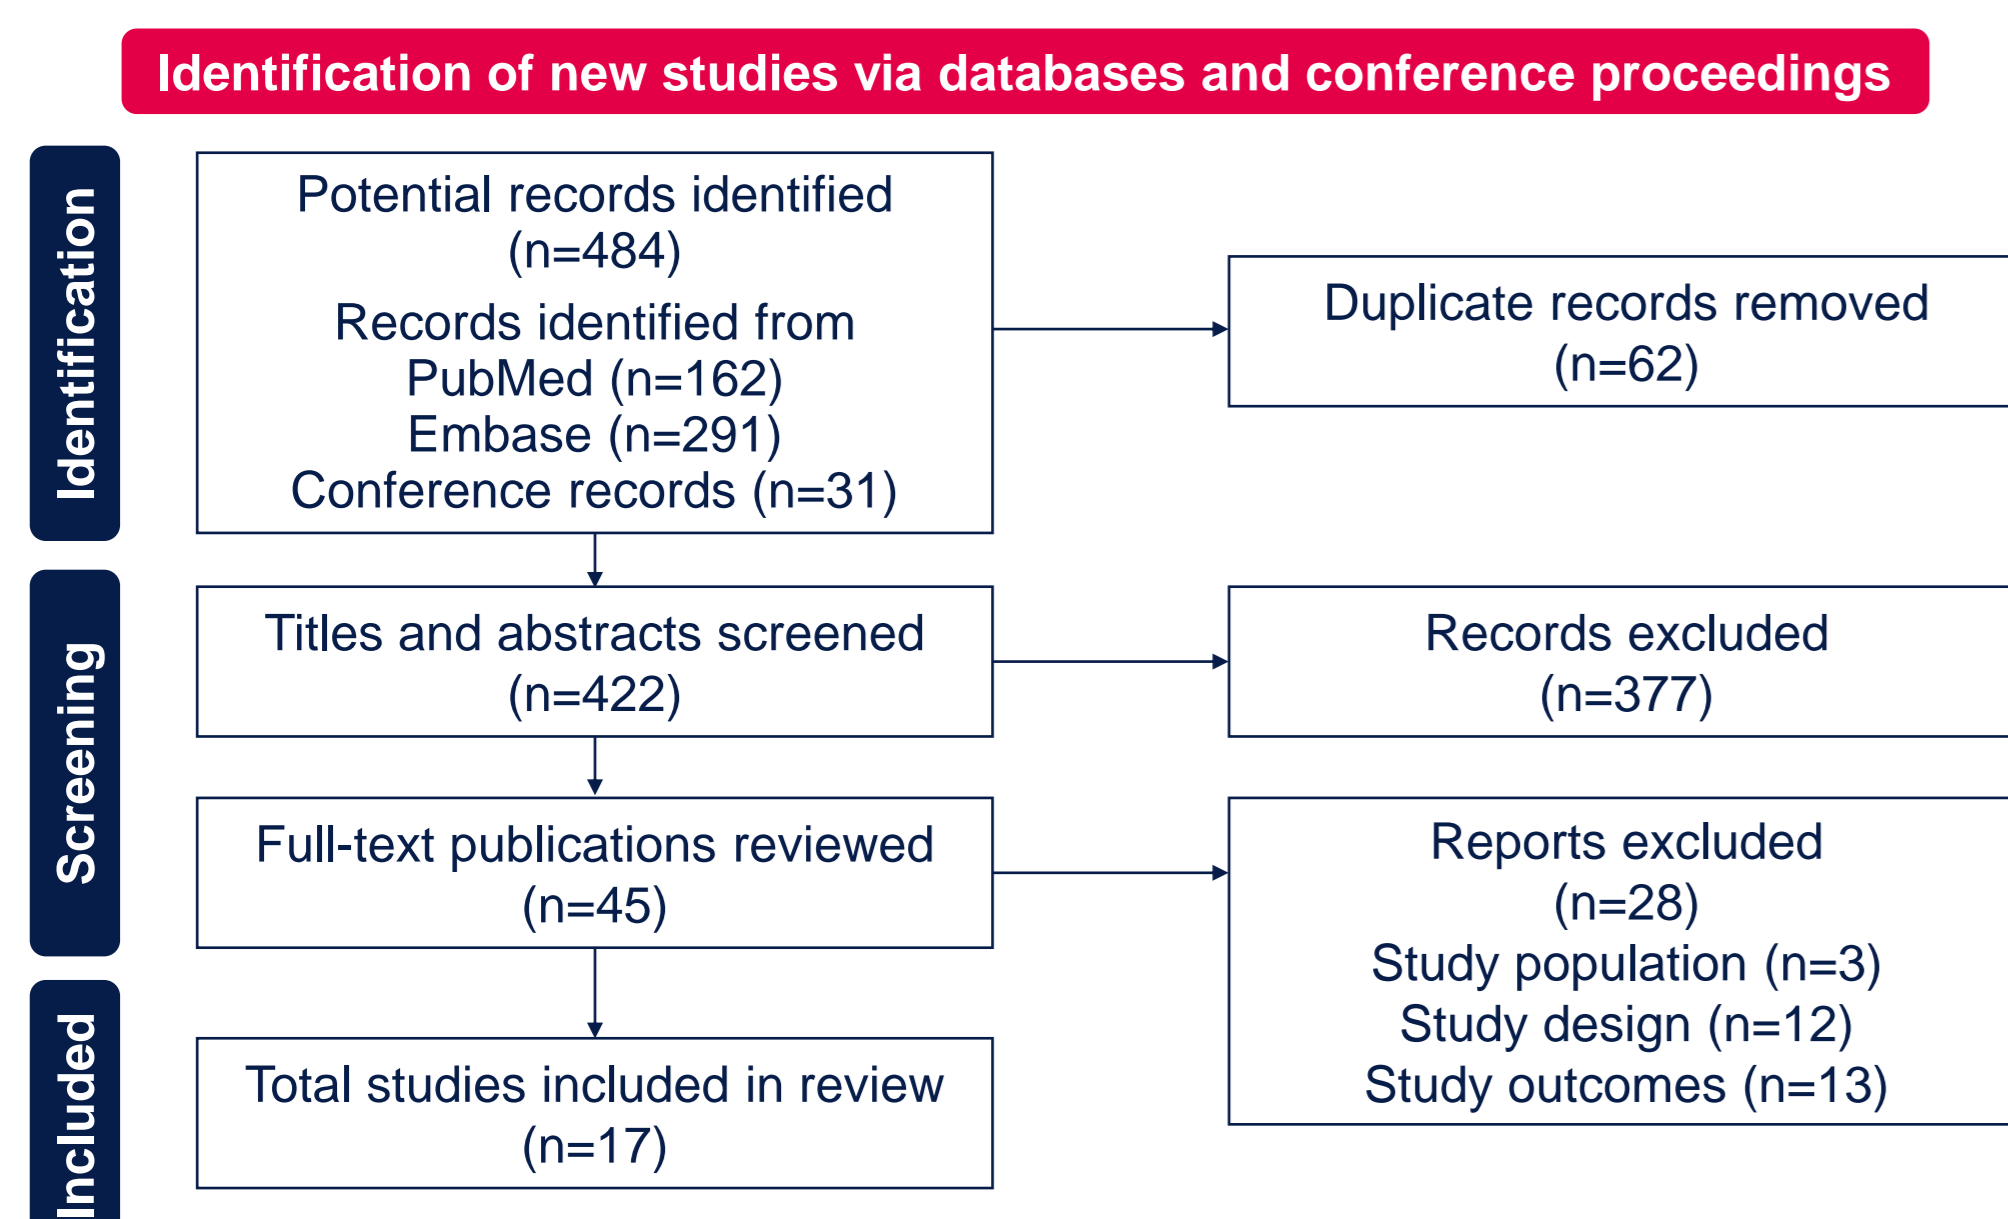 Identification of new studies via databases and conference proceedings
Identification
Potential records identified
(n=484)
Records identified from
PubMed (n=162)
Embase (n=291)
Conference records (n=31)
Duplicate records removed
(n=62)
Screening
Titles and abstracts screened
(n=422)
Records excluded
(n=377)
Full-text publications reviewed
(n=45)
Reports excluded
(n=28)
Study population (n=3)
Study design (n=12)
Study outcomes (n=13)
Included
Total studies included in review
(n=17)